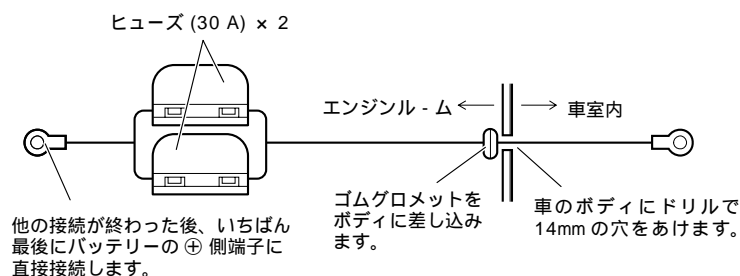 ヒューズ (30 A) × 2
エンジンル - ム
車室内
他の接続が終わった後、いちばん
最後にバッテリーの ⊕ 側端子に
直接接続します。
ゴムグロメットを
ボディに差し込み
ます。
車のボディにドリルで
14mm の穴をあけます。